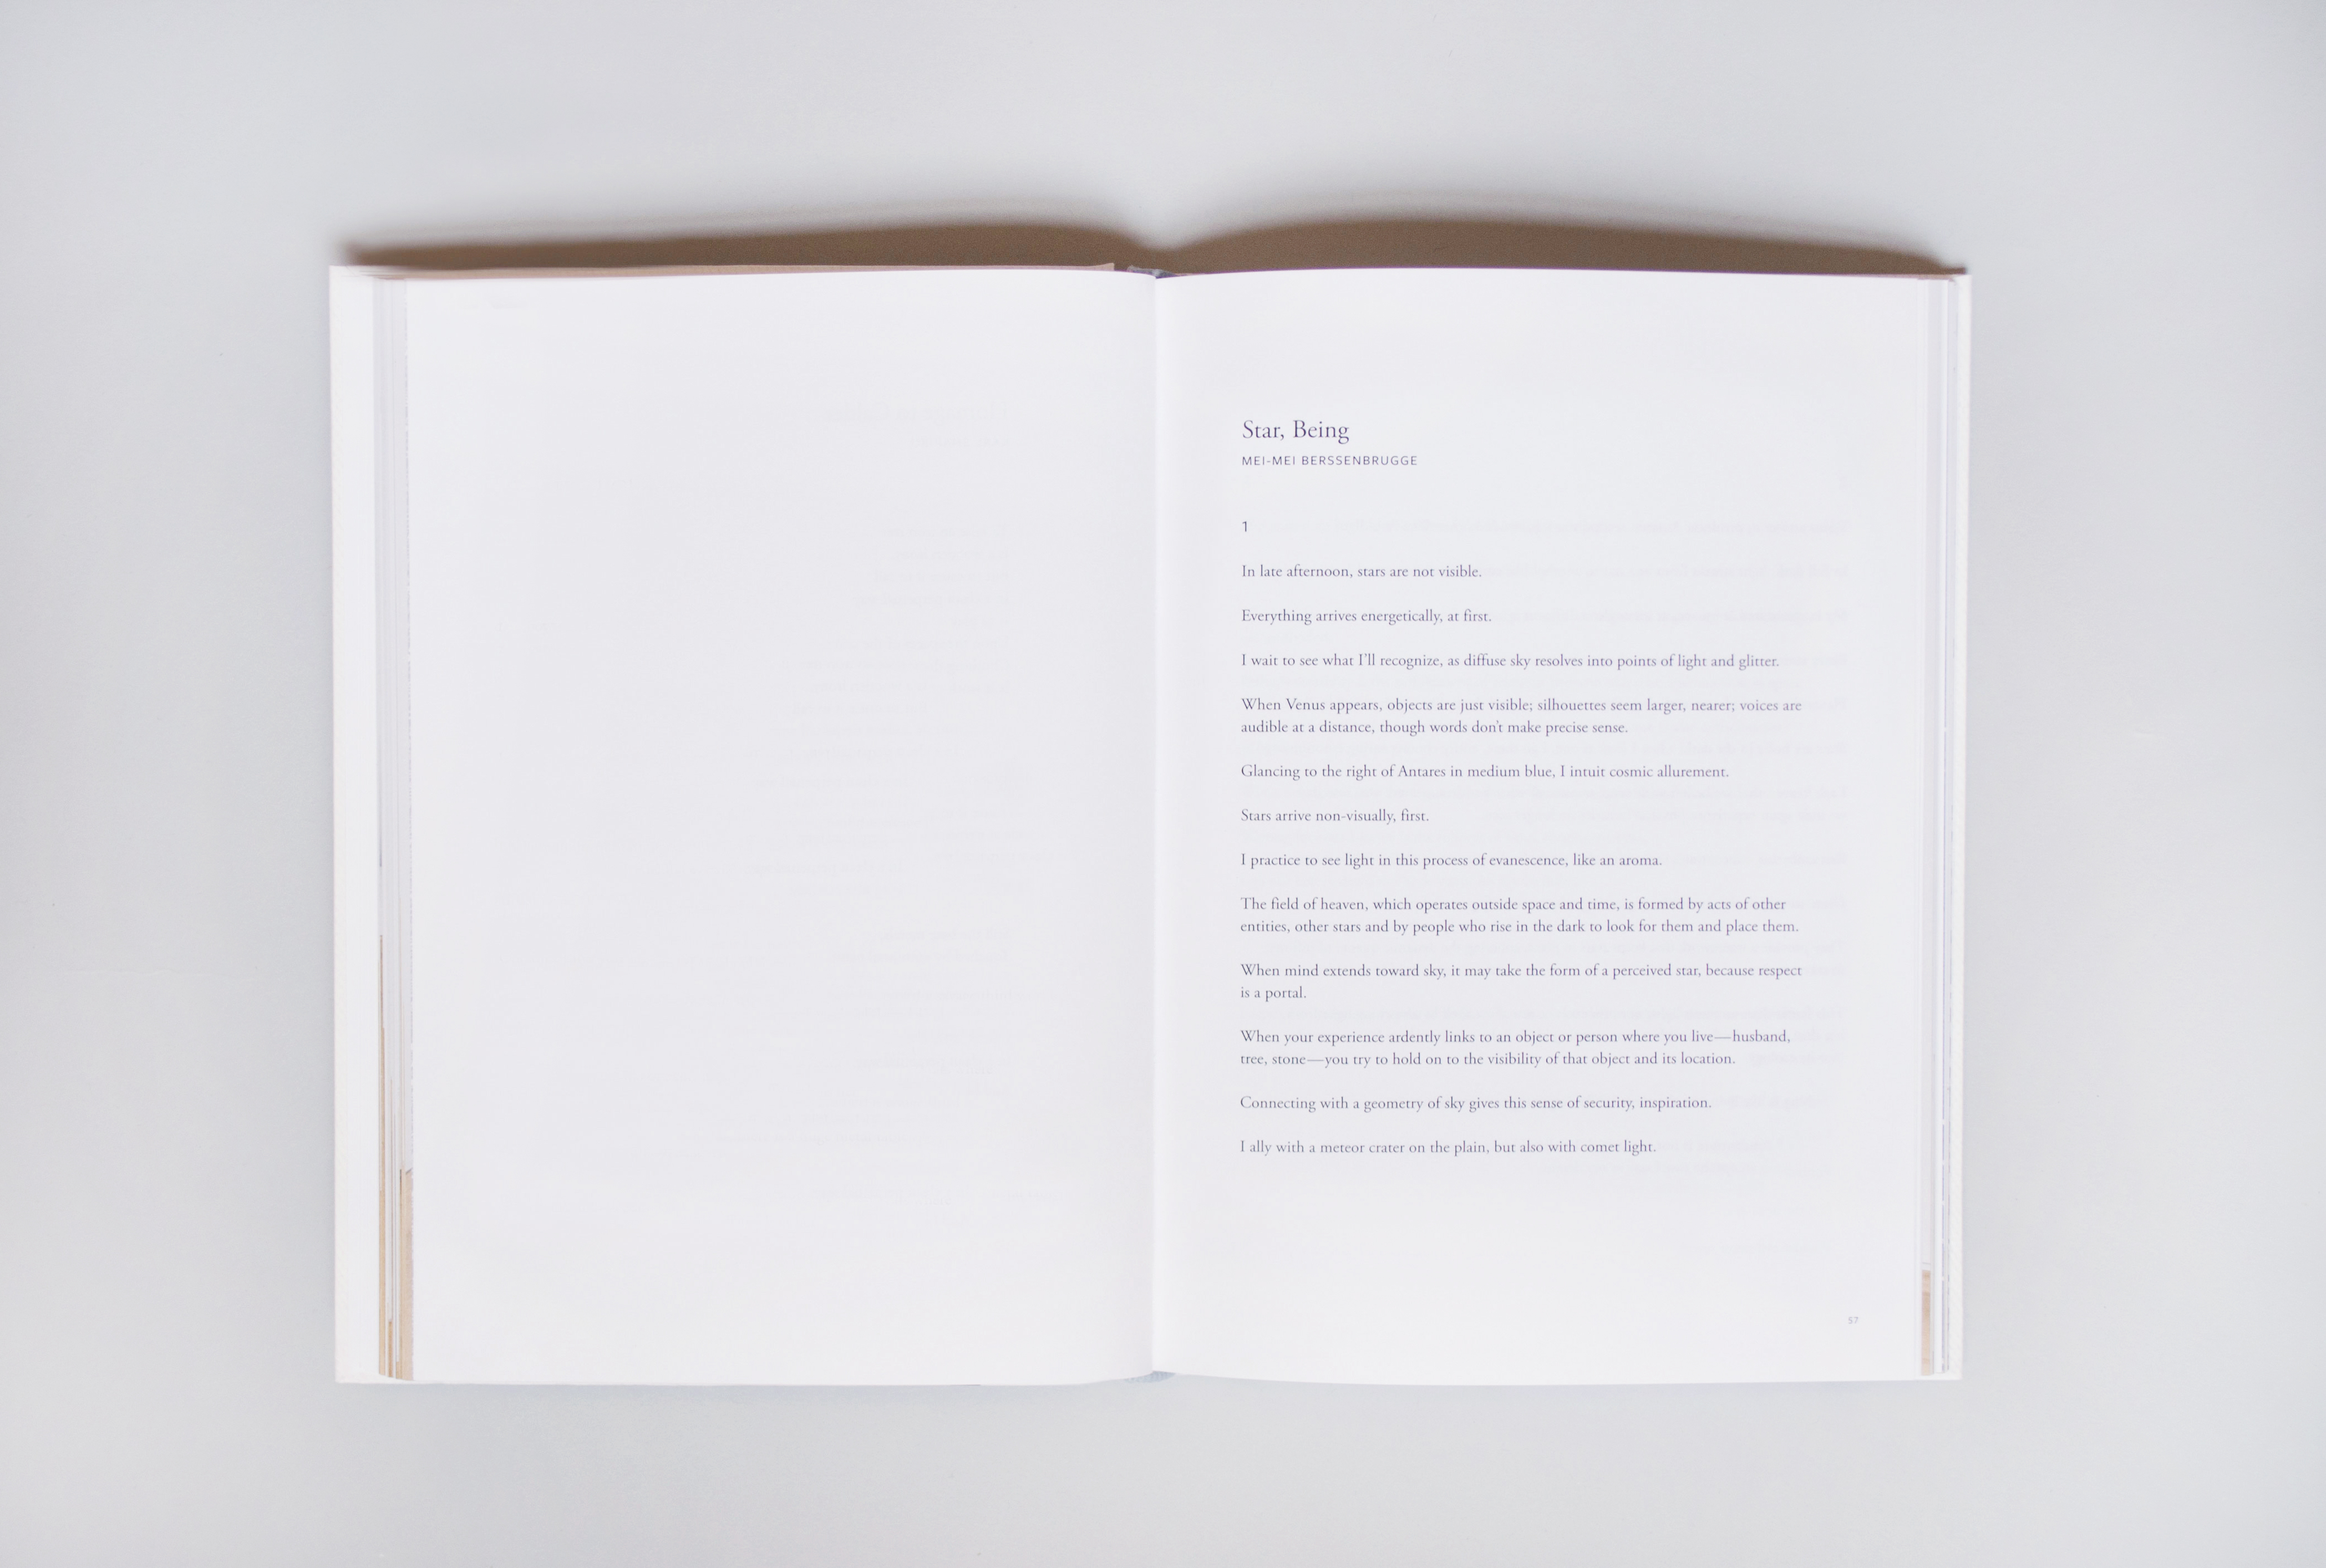 Star, Being
MEI-MEI BERSSENBRUGGE
1
In late afternoon, stars are not visible.
Everything arrives energetically, at first.
I wait to see what I'll recognize, as diffuse sky resolves into points of light and glitter.
When Venus appears, objects are just visible; silhouettes seem larger, nearer; voices are
audible at a distance, though words don't make precise sense.
Glancing to the right of Antares in medium blue, I intuit cosmic allurement.
Stars arrive non-visually, first.
I practice to see light in this process of evanescence, like an aroma.
The field of heaven, which operates outside space and time, is formed by acts of other
entities, other stars and by people who rise in the dark to look for them and place them.
When mind extends toward sky, it may take the form of a perceived star, because respect
is a portal.
When your experience ardently links to an object or person where you live—husband,
tree, stone—you try to hold on to the visibility of that object and its location.
Connecting with a geometry of sky gives this sense of security, inspiration.
I ally with a meteor crater on the plain, but also with comet light.
57